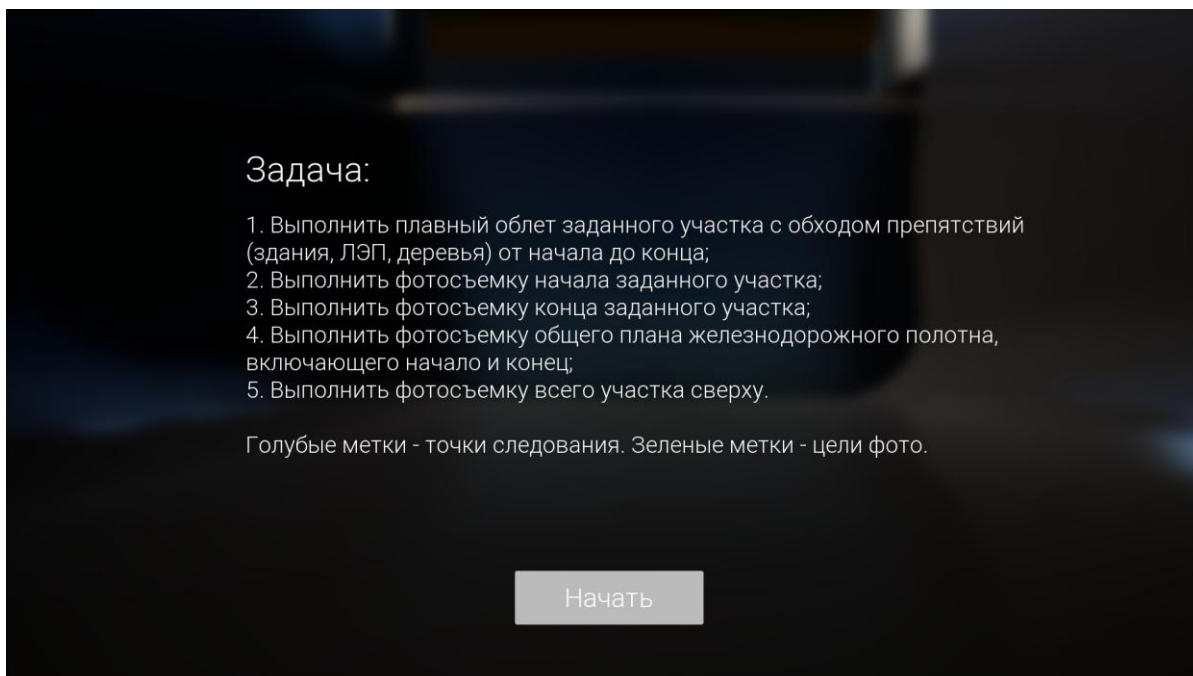 Задача:
1. Выполнить плавный облет заданного участка с обходом препятствий
(здания, ЛЭП, деревья) от начала до конца;
2. Выполнить фотосъемку начала заданного участка;
3. Выполнить фотосъемку конца заданного участка;
4. Выполнить фотосъемку общего плана железнодорожного полотна,
включающего начало и конец;
5. Выполнить фотосъемку всего участка сверху.
Голубые метки - точки следования. Зеленые метки - цели фото.
Начать